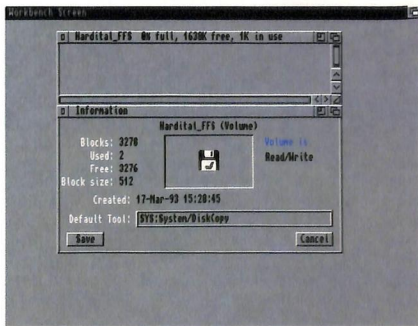 Workbench Screen
Hardital_FFS 0% full, 1638K free, 1K in use
Information
Hardital_FFS (Volume)
Blocks: 3278
Used: 2
Free: 3276
Block size: 512
Volume is
Read/Write
Created: 17-Mar-93 15:28:45
Default Tool: SYS:System/DiskCopy
Save
Cancel